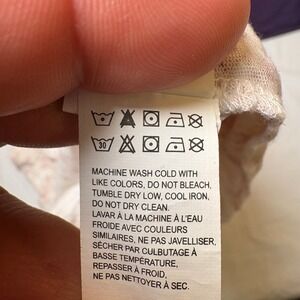 30
MACHINE WASH COLD WITH
LIKE COLORS, DO NOT BLEACH,
TUMBLE DRY LOW, COOL IRON,
DO NOT DRY CLEAN.
LAVAR À LA MACHINE À L'EAU
FROIDE AVEC COULEURS
SIMILAIRES, NE PAS JAVELLISER,
SÉCHER PAR CULBUTAGE À
BASSE TEMPÉRATURE,
REPASSER À FROID,
NE PAS NETTOYER À SEC.